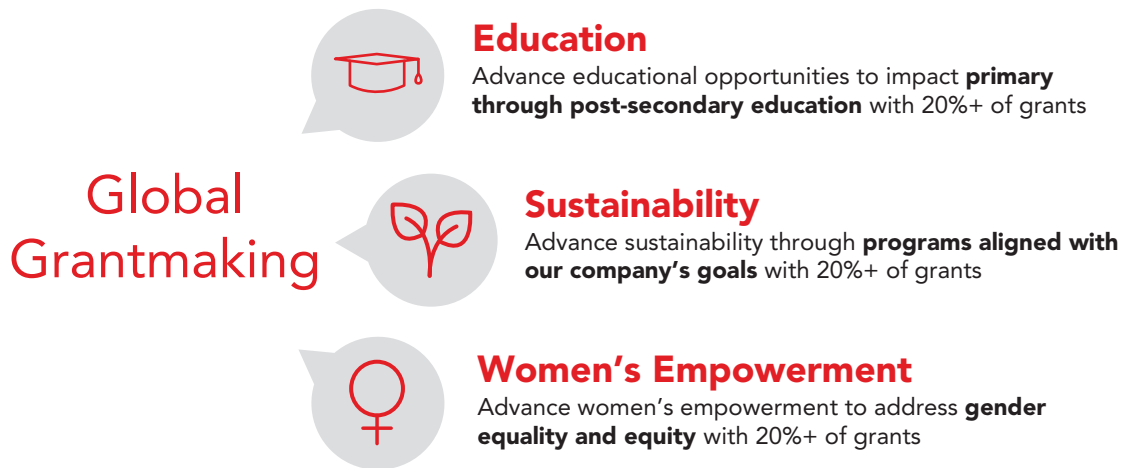 Global
Grantmaking
Education
Advance educational opportunities to impact primary
through post-secondary education with 20%+ of grants
Sustainability
Advance sustainability through programs aligned with
our company’s goals with 20%+ of grants
Women’s Empowerment
Advance women’s empowerment to address gender
equality and equity with 20%+ of grants